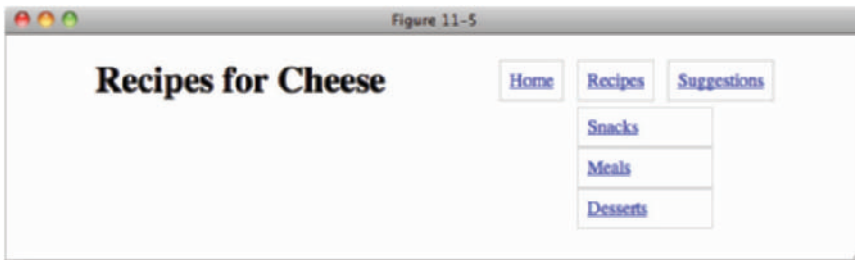 Figure 11-5
Recipes for Cheese Home Recipes Suggestions
Snacks
Meals
Desserts